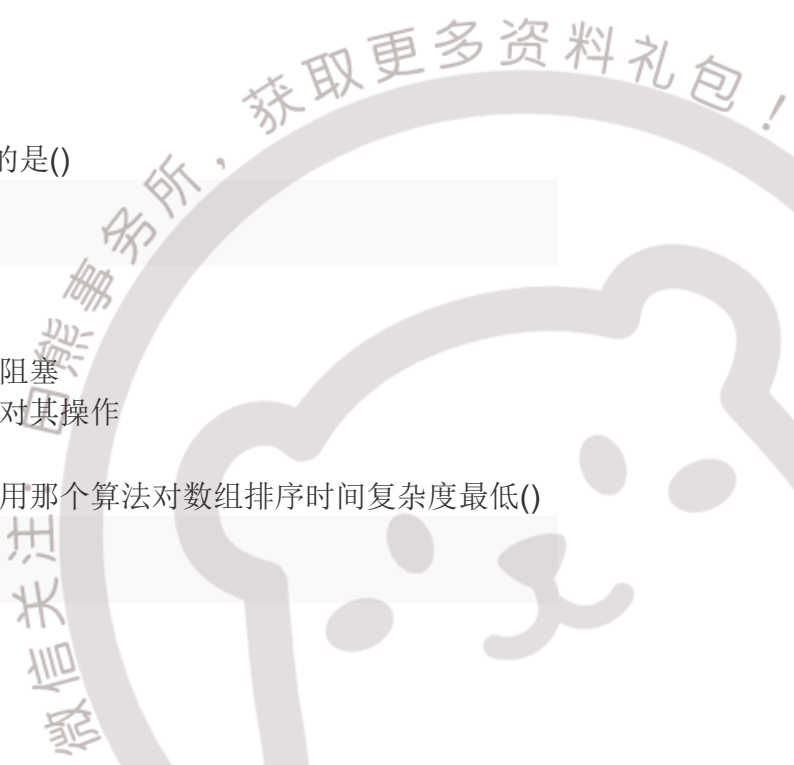 获取更多资料礼包！
的是()
阻塞
对其操作
用那个算法对数组排序时间复杂度最低()
微信关注：自熊事务所，